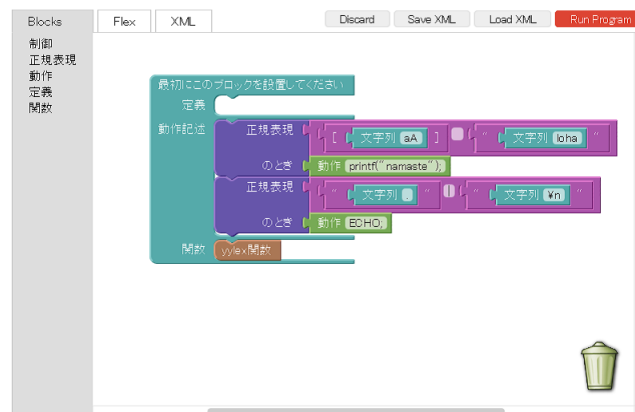 Blocks Flex XML Discard Save XML Load XML Run Program
制御
正規表現
動作
定義
関数
最初にこのブロックを設置してください
定義
動作記述 正規表現 [ 文字列 aA ] " 文字列 loha "
のとき 動作 printf("namaste");
正規表現 " 文字列 . " | " 文字列 ¥n "
のとき 動作 ECHO;
関数 yylex関数